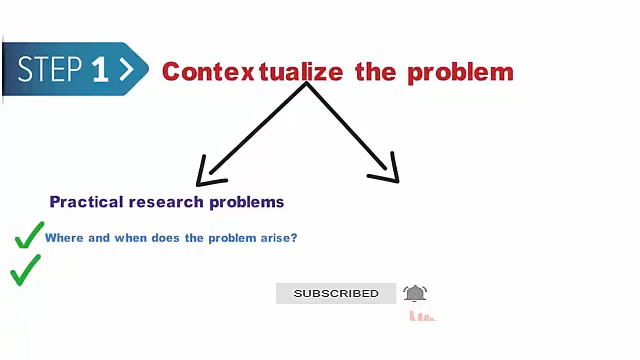 STEP 1 Contextualize the problem
Practical research problems
Where and when does the problem arise?
SUBSCRIBED